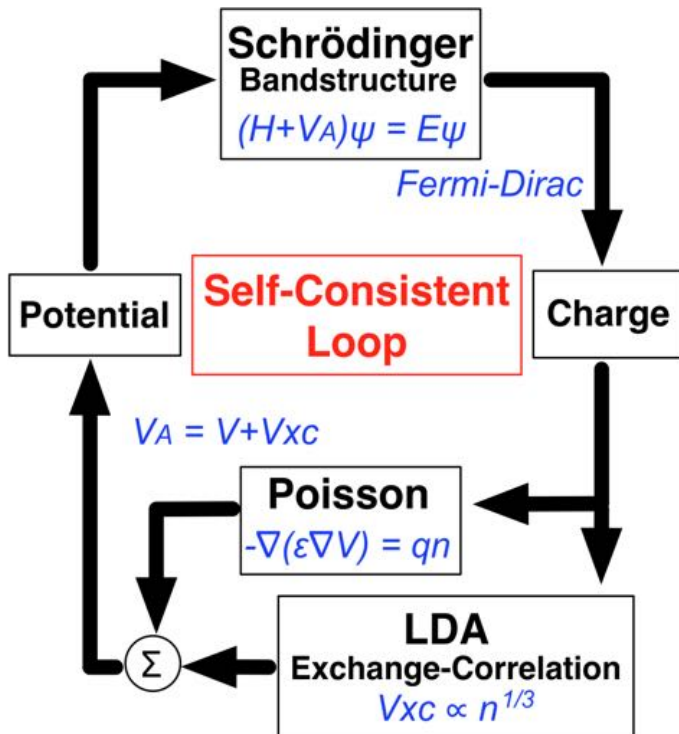 Schrödinger
Bandstructure
(H+VA)ψ = Eψ
Fermi-Dirac
Potential
Self-Consistent
Loop
Charge
VA = V+Vxc
Poisson
-∇(ε∇V) = qn
LDA
Exchange-Correlation
Vxc ∝ n^{1/3}
Σ